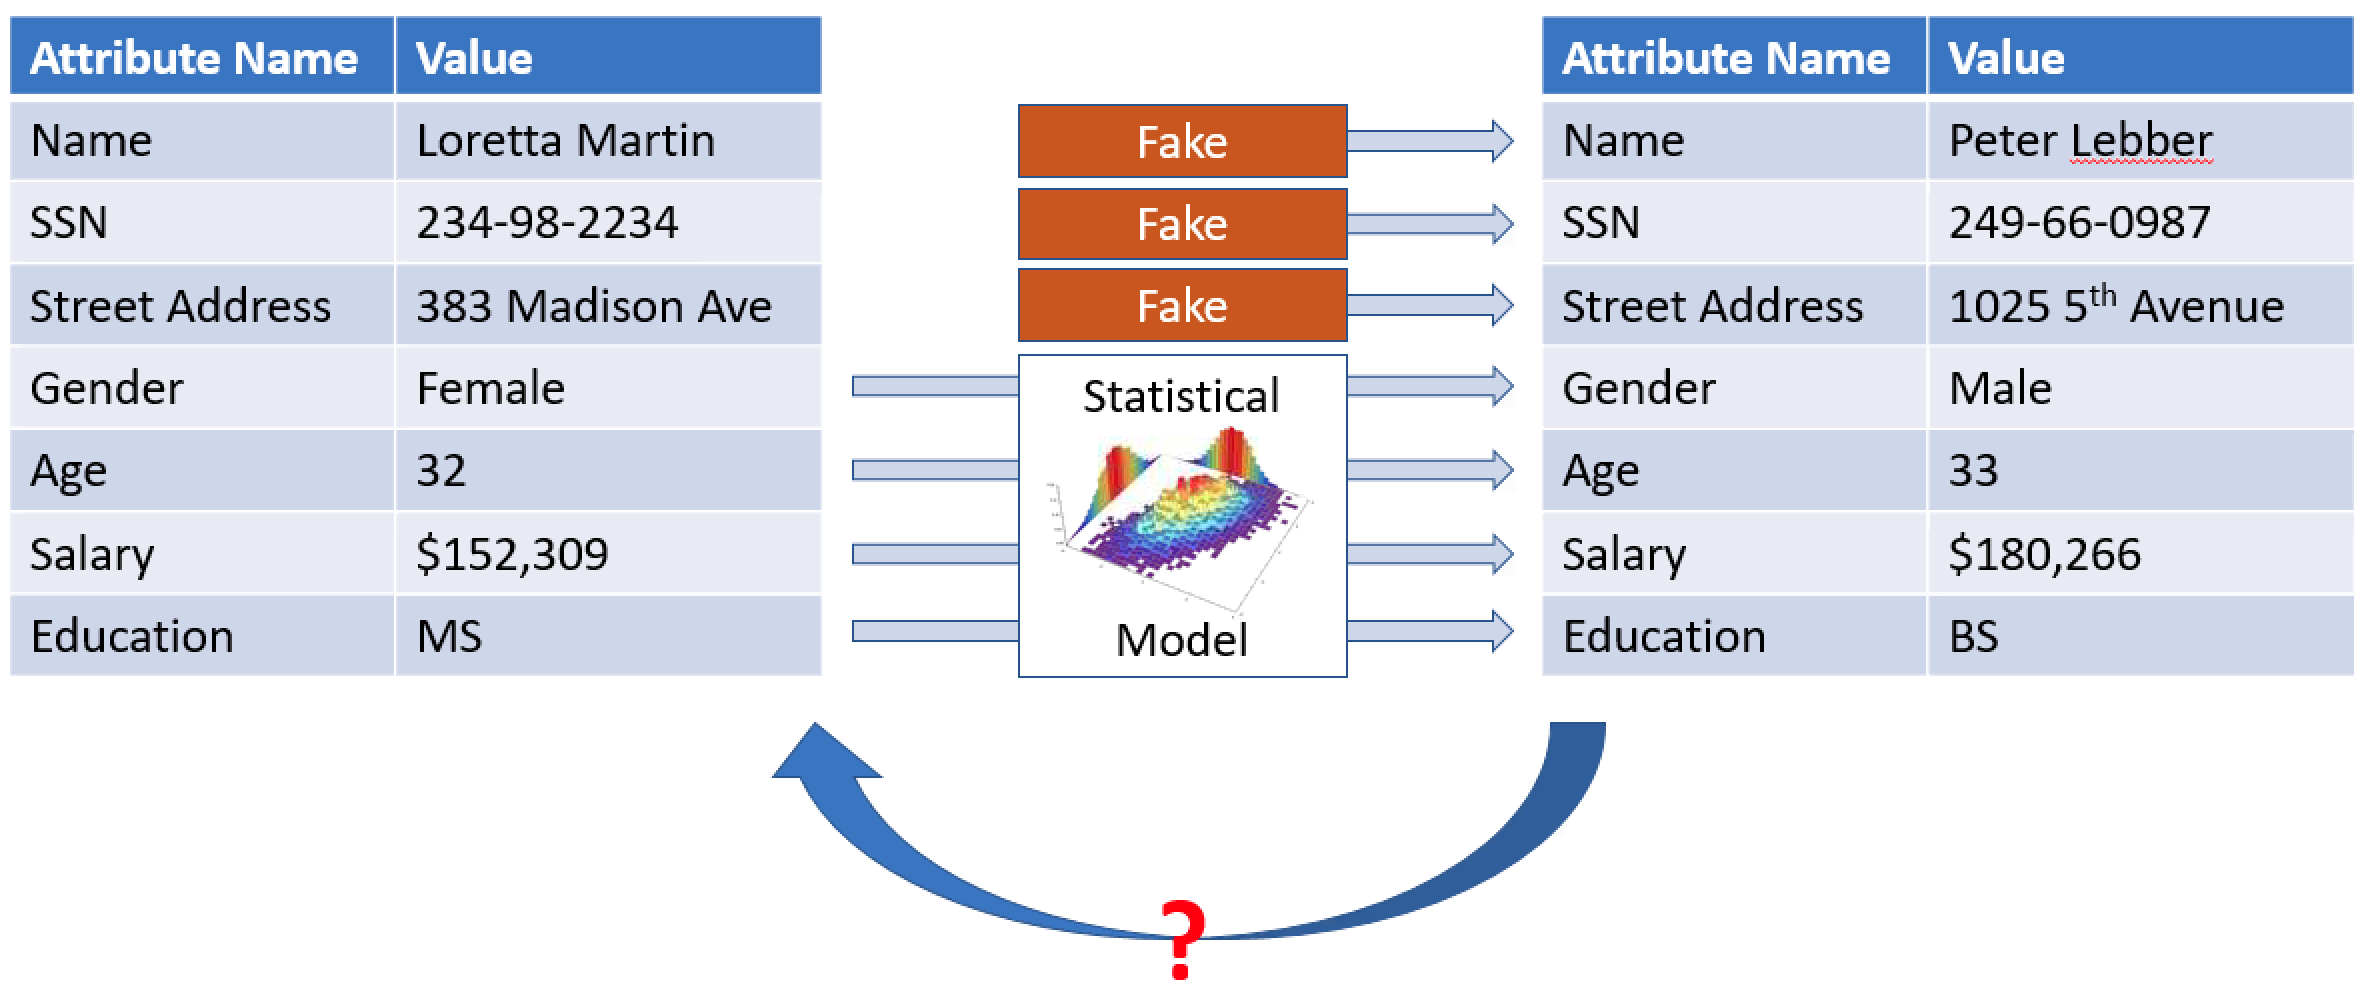 Attribute Name Value
Name Loretta Martin
SSN 234-98-2234
Street Address 383 Madison Ave
Gender Female
Age 32
Salary $152,309
Education MS
Fake
Fake
Fake
Statistical
Model
Attribute Name Value
Name Peter Lebber
SSN 249-66-0987
Street Address 1025 5th Avenue
Gender Male
Age 33
Salary $180,266
Education BS
?